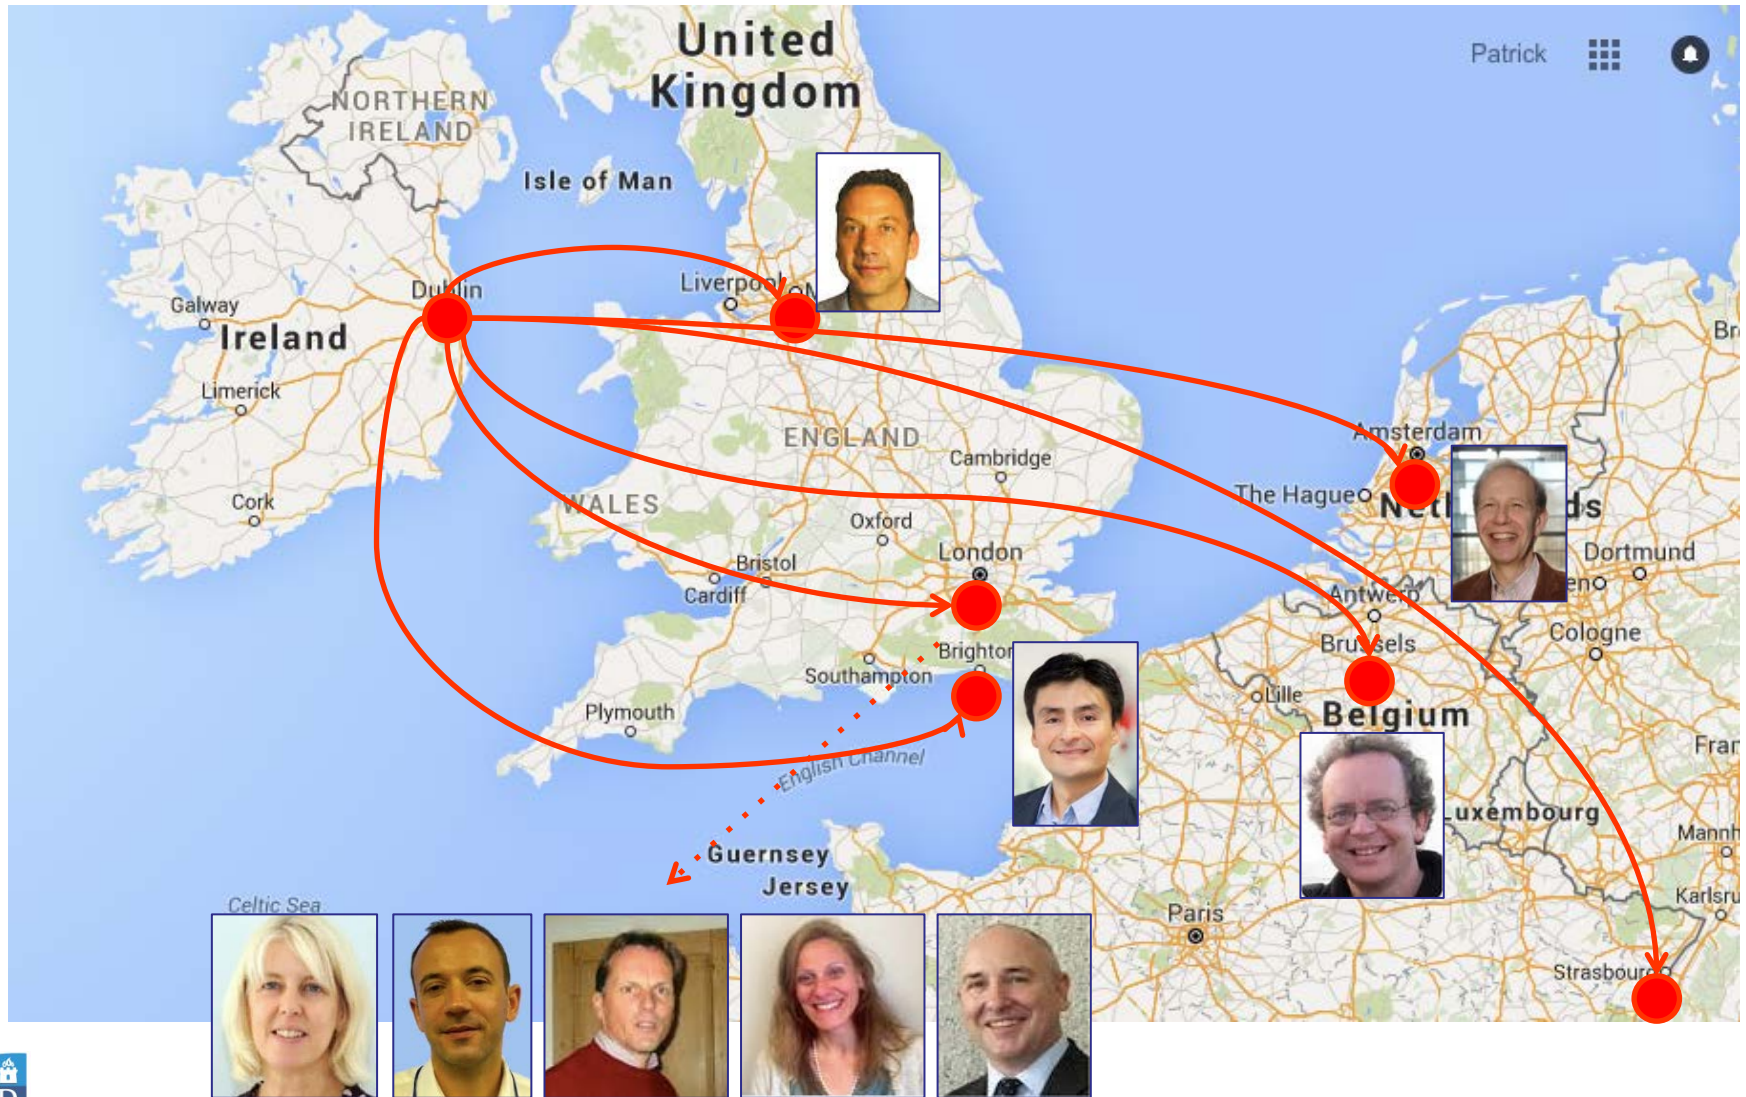 United
Kingdom
Patrick
NORTHERN
IRELAND
Isle of Man
Dublin
Liverpool
Galway
Ireland
Limerick
Cork
ENGLAND
Cambridge
WALES
Oxford
London
Bristol
Cardiff
Brighton
Southampton
Plymouth
English Channel
Guernsey
Jersey
Celtic Sea
Amsterdam
The Hague
Dortmund
Antwerp
Cologne
Brussels
Lille
Belgium
Luxembourg
Paris
Strasbourg